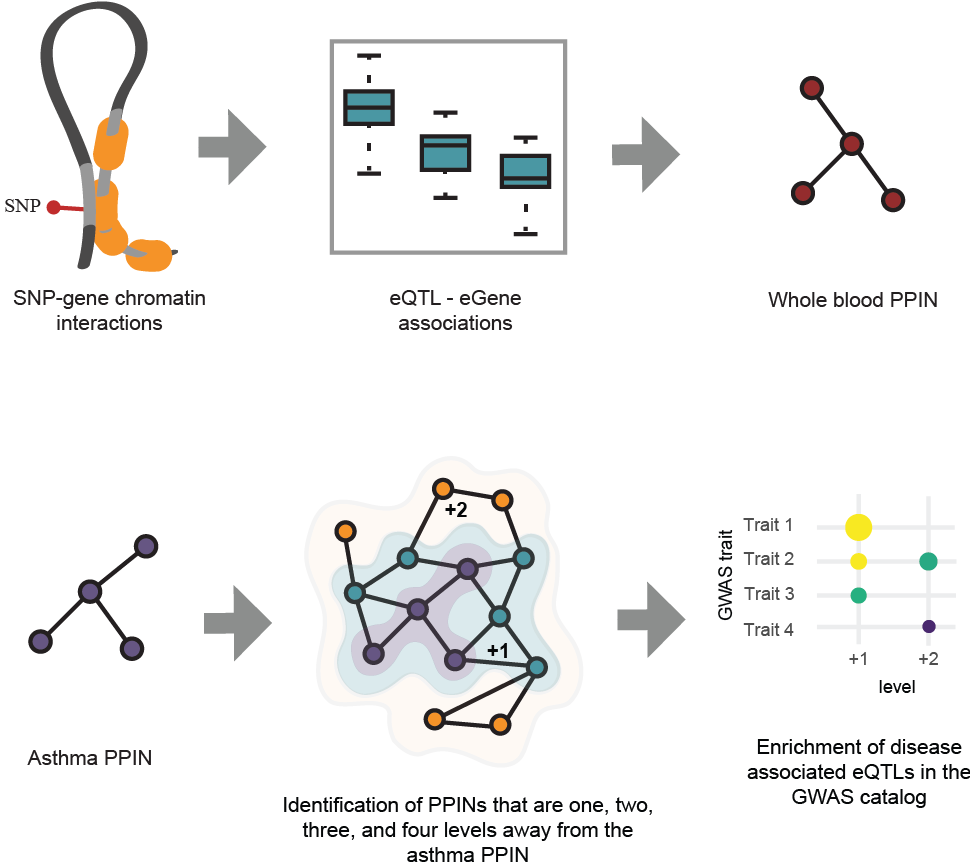 SNP
SNP-gene chromatin
interactions
eQTL - eGene
associations
Whole blood PPIN
Asthma PPIN
+2
+1
Identification of PPINs that are one, two,
three, and four levels away from the
asthma PPIN
GWAS trait
Trait 1
Trait 2
Trait 3
Trait 4
+1 +2
level
Enrichment of disease
associated eQTLs in the
GWAS catalog